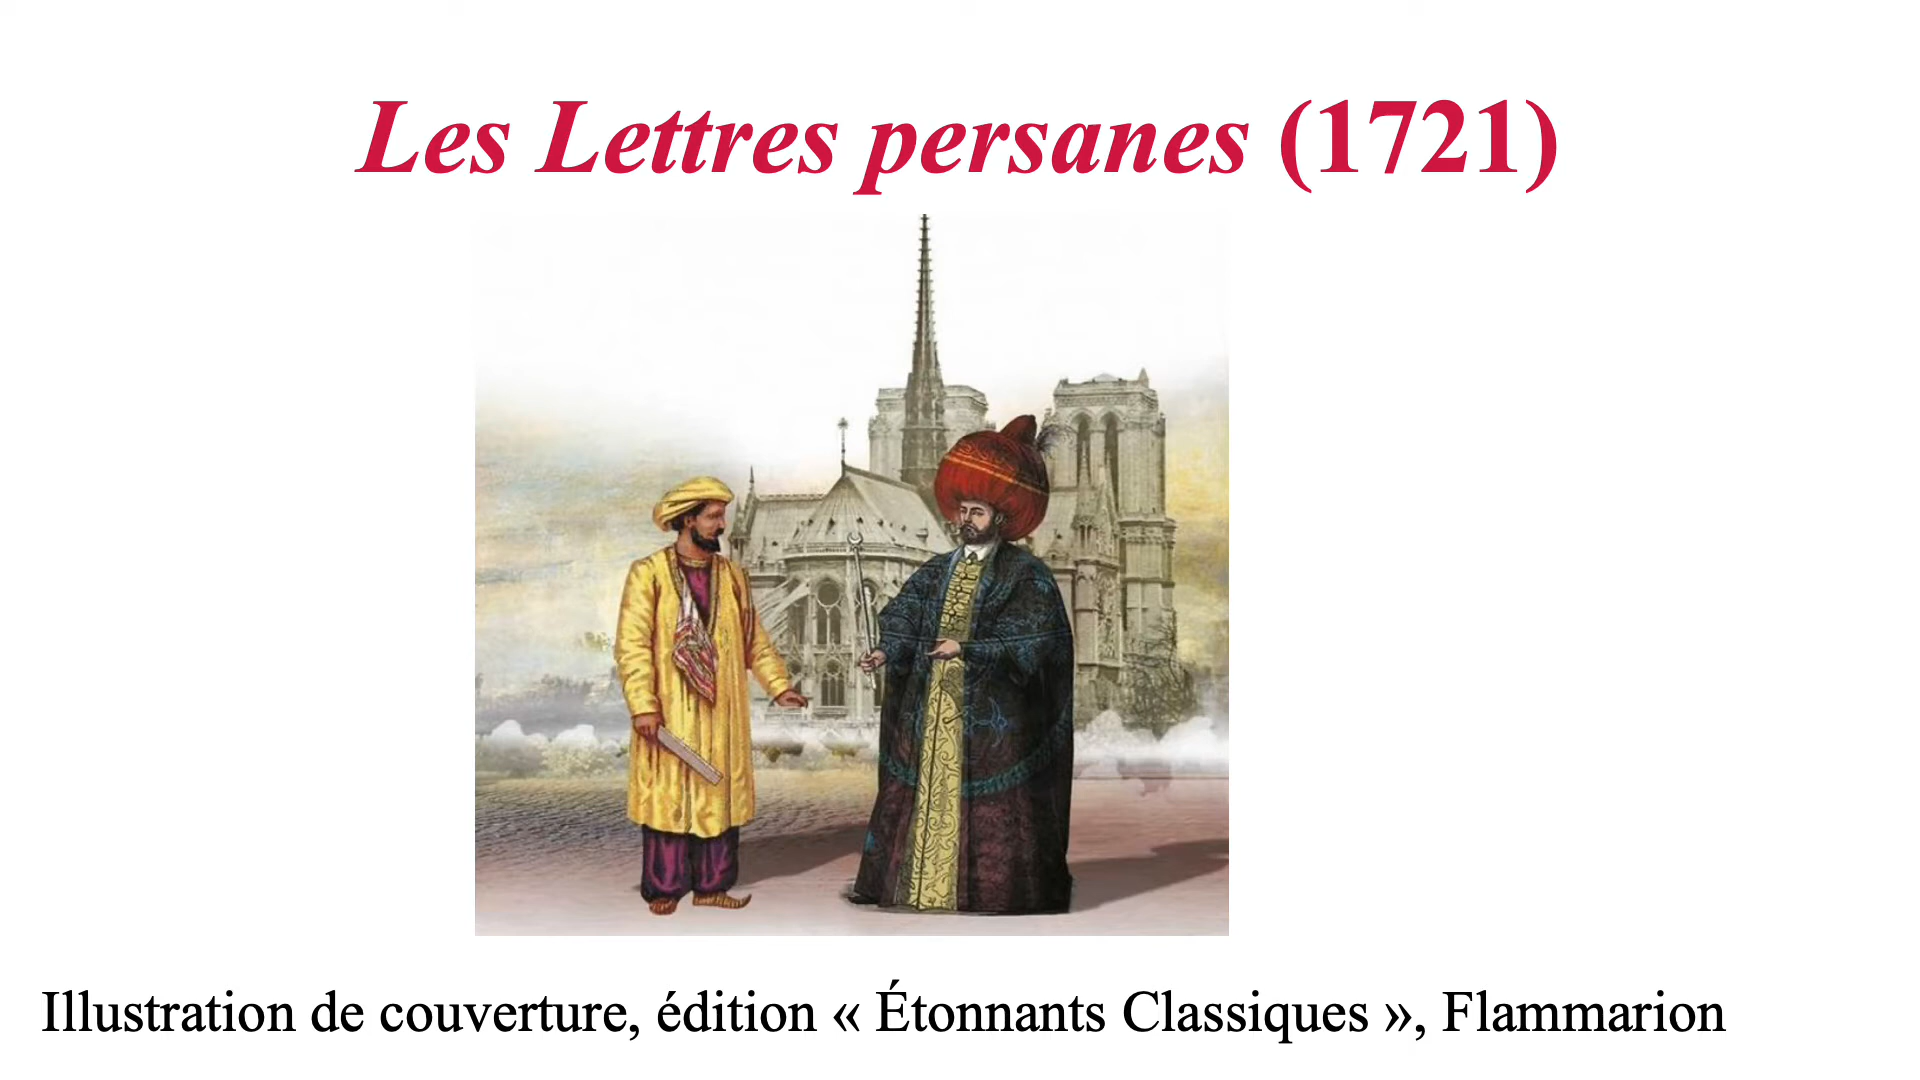 Les Lettres persanes (1721)
Illustration de couverture, édition « Étonnants Classiques », Flammarion